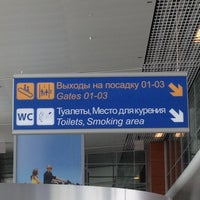 Выходы на посадку 01-03
Gates 01-03
WC
Туалеты, Место для курения
Toilets, Smoking area